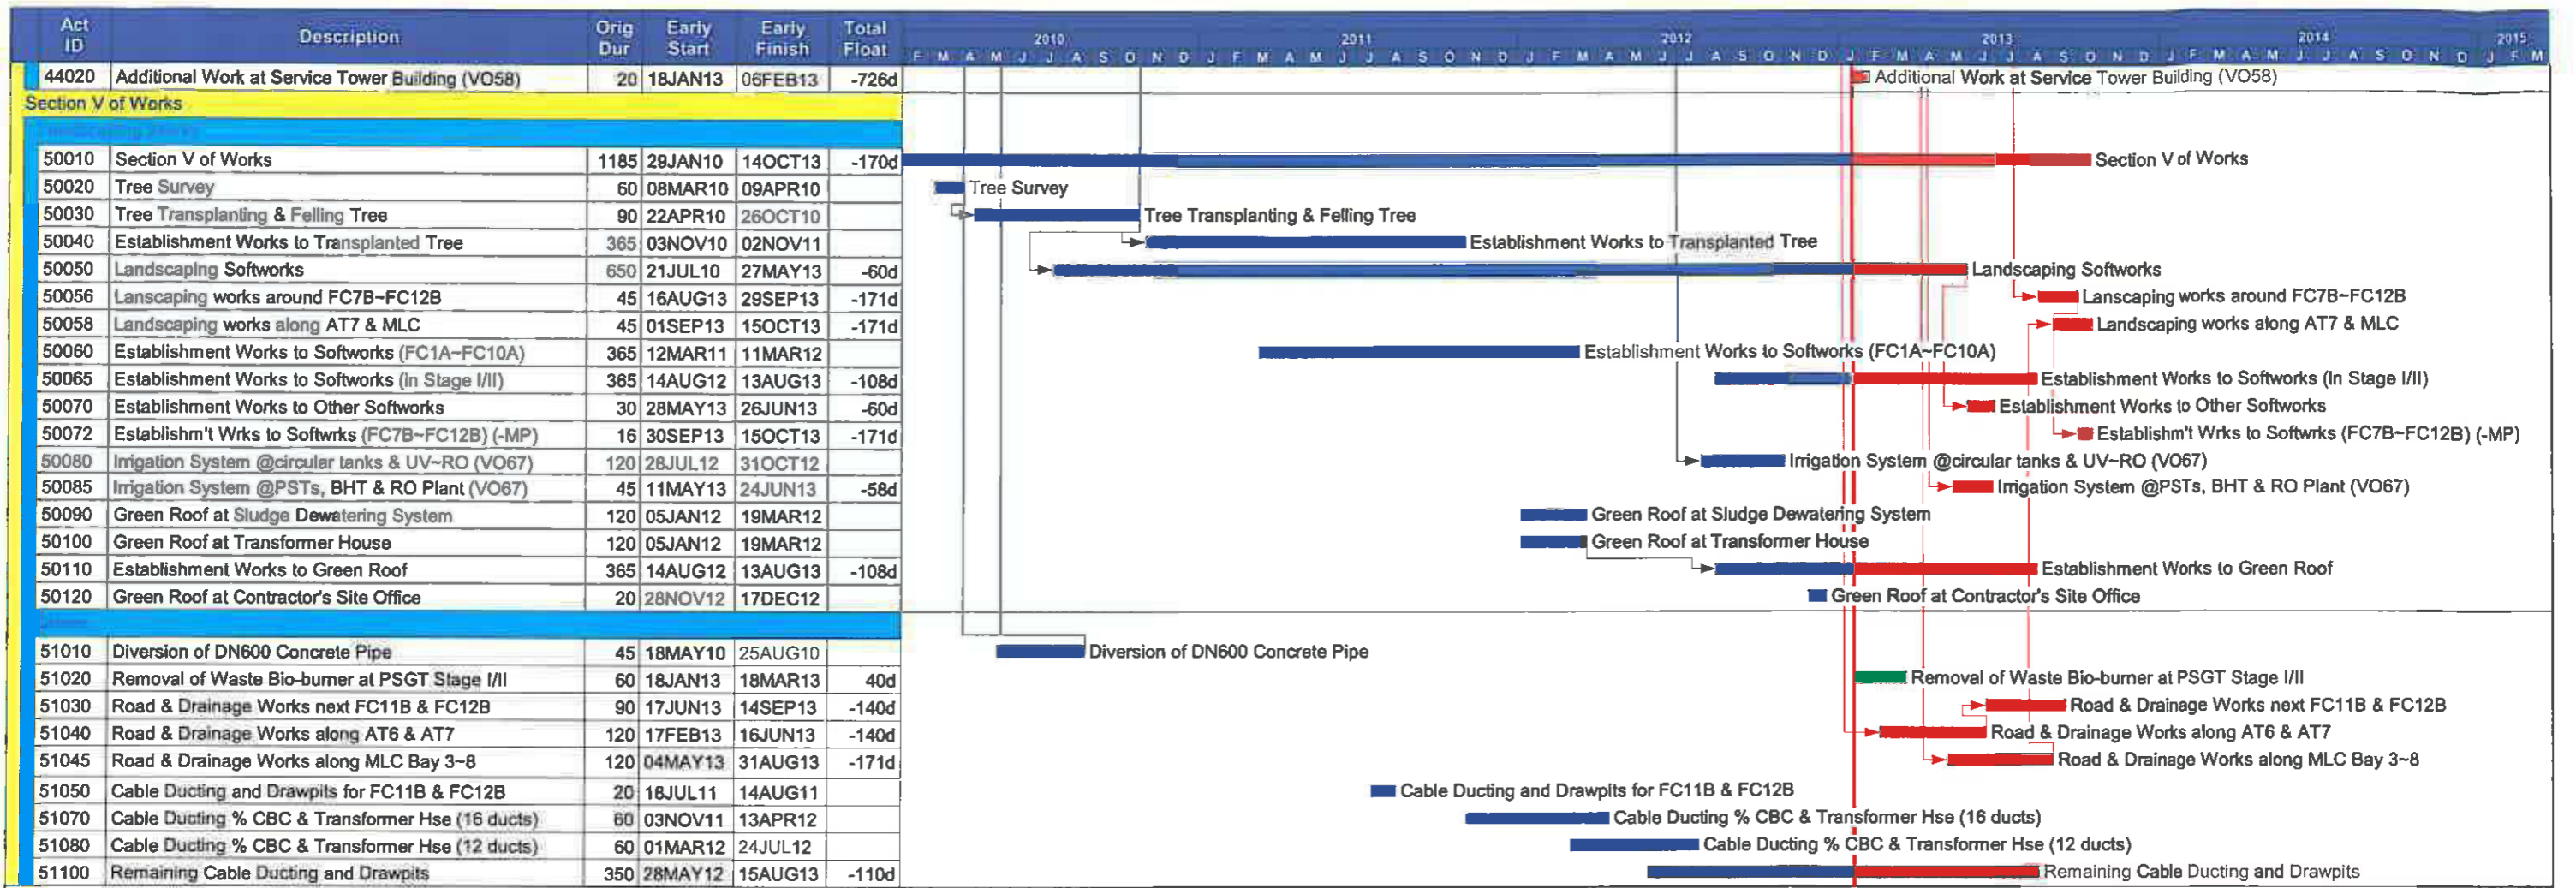 Act ID Description Orig Dur Early Start Early Finish Total Float 2010 2011 2012 2013 2014 2015
F M A M J J A S O N D J F M A M J J A S O N D J F M A M J J A S O N D J F M A M J J A S O N D J F M A M J J A S O N D J F M
44020 Additional Work at Service Tower Building (VO58) 20 18JAN13 06FEB13 -726d Additional Work at Service Tower Building (VO58)
Section V of Works
50010 Section V of Works 1185 29JAN10 14OCT13 -170d Section V of Works
50020 Tree Survey 60 08MAR10 09APR10 Tree Survey
50030 Tree Transplanting & Felling Tree 90 22APR10 26OCT10 Tree Transplanting & Felling Tree
50040 Establishment Works to Transplanted Tree 365 03NOV10 02NOV11 Establishment Works to Transplanted Tree
50050 Landscaping Softworks 650 21JUL10 27MAY13 -60d Landscaping Softworks
50056 Lanscaping works around FC7B~FC12B 45 16AUG13 29SEP13 -171d Lanscaping works around FC7B~FC12B
50058 Landscaping works along AT7 & MLC 45 01SEP13 15OCT13 -171d Landscaping works along AT7 & MLC
50060 Establishment Works to Softworks (FC1A~FC10A) 365 12MAR11 11MAR12 Establishment Works to Softworks (FC1A~FC10A)
50065 Establishment Works to Softworks (In Stage I/II) 365 14AUG12 13AUG13 -108d Establishment Works to Softworks (In Stage I/II)
50070 Establishment Works to Other Softworks 30 28MAY13 26JUN13 -60d Establishment Works to Other Softworks
50072 Establishm't Wrks to Softwrks (FC7B~FC12B) (-MP) 16 30SEP13 15OCT13 -171d Establishm't Wrks to Softwrks (FC7B~FC12B) (-MP)
50080 Irrigation System @circular tanks & UV~RO (VO67) 120 28JUL12 31OCT12 Irrigation System @circular tanks & UV~RO (VO67)
50085 Irrigation System @PSTs, BHT & RO Plant (VO67) 45 11MAY13 24JUN13 -58d Irrigation System @PSTs, BHT & RO Plant (VO67)
50090 Green Roof at Sludge Dewatering System 120 05JAN12 19MAR12 Green Roof at Sludge Dewatering System
50100 Green Roof at Transformer House 120 05JAN12 19MAR12 Green Roof at Transformer House
50110 Establishment Works to Green Roof 365 14AUG12 13AUG13 -108d Establishment Works to Green Roof
50120 Green Roof at Contractor's Site Office 20 28NOV12 17DEC12 Green Roof at Contractor's Site Office
51010 Diversion of DN600 Concrete Pipe 45 18MAY10 25AUG10 Diversion of DN600 Concrete Pipe
51020 Removal of Waste Bio-burner at PSGT Stage I/II 60 18JAN13 18MAR13 40d Removal of Waste Bio-burner at PSGT Stage I/II
51030 Road & Drainage Works next FC11B & FC12B 90 17JUN13 14SEP13 -140d Road & Drainage Works next FC11B & FC12B
51040 Road & Drainage Works along AT6 & AT7 120 17FEB13 16JUN13 -140d Road & Drainage Works along AT6 & AT7
51045 Road & Drainage Works along MLC Bay 3~8 120 04MAY13 31AUG13 -171d Road & Drainage Works along MLC Bay 3~8
51050 Cable Ducting and Drawpits for FC11B & FC12B 20 16JUL11 14AUG11 Cable Ducting and Drawpits for FC11B & FC12B
51070 Cable Ducting % CBC & Transformer Hse (16 ducts) 60 03NOV11 13APR12 Cable Ducting % CBC & Transformer Hse (16 ducts)
51080 Cable Ducting % CBC & Transformer Hse (12 ducts) 60 01MAR12 24JUL12 Cable Ducting % CBC & Transformer Hse (12 ducts)
51100 Remaining Cable Ducting and Drawpits 350 28MAY12 15AUG13 -110d Remaining Cable Ducting and Drawpits